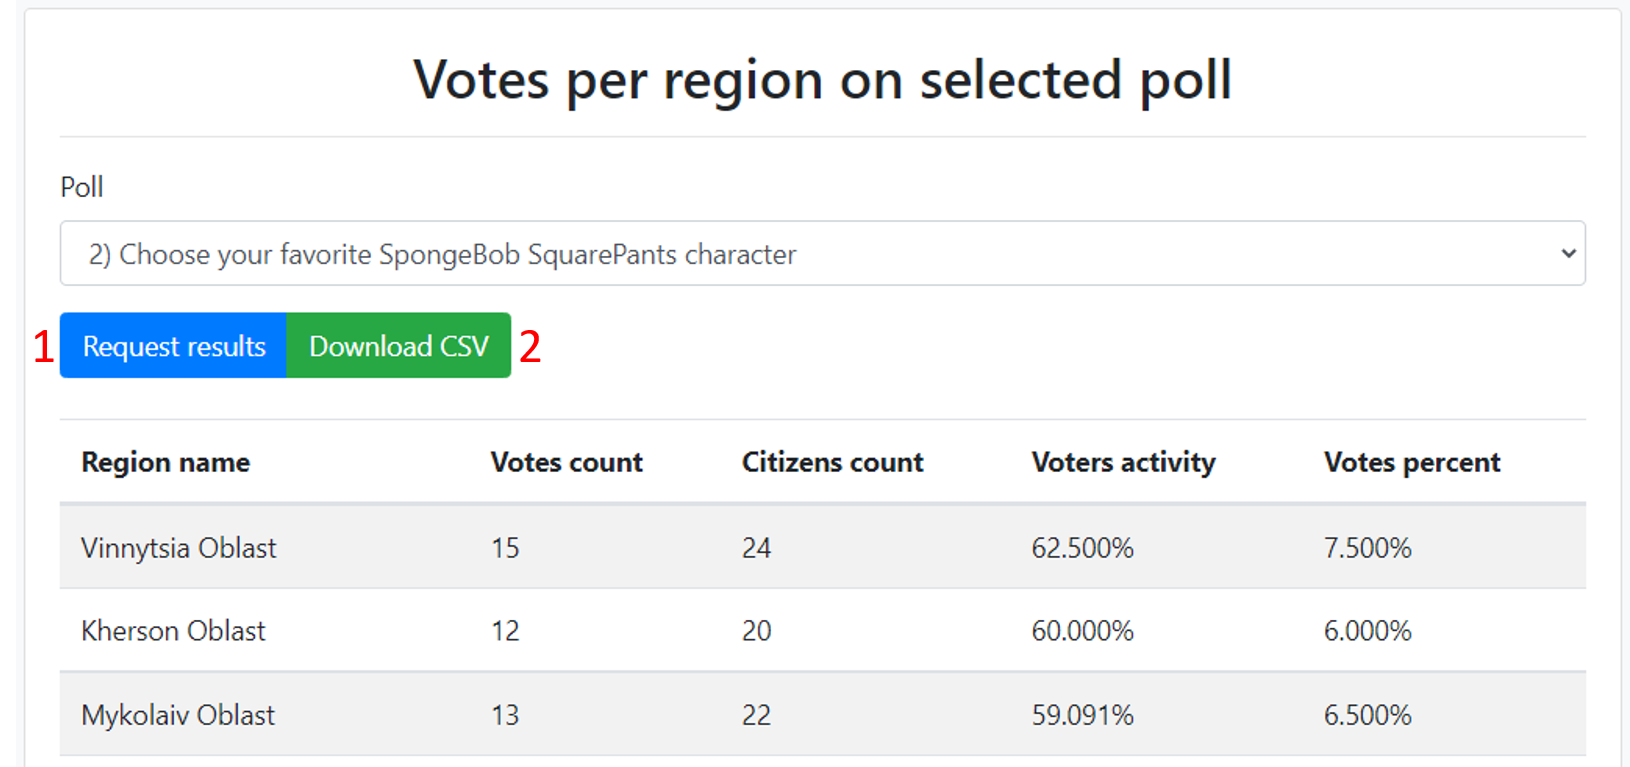 Votes per region on selected poll
Poll
2) Choose your favorite SpongeBob SquarePants character
1 Request results Download CSV 2
Region name Votes count Citizens count Voters activity Votes percent
Vinnytsia Oblast 15 24 62.500% 7.500%
Kherson Oblast 12 20 60.000% 6.000%
Mykolaiv Oblast 13 22 59.091% 6.500%